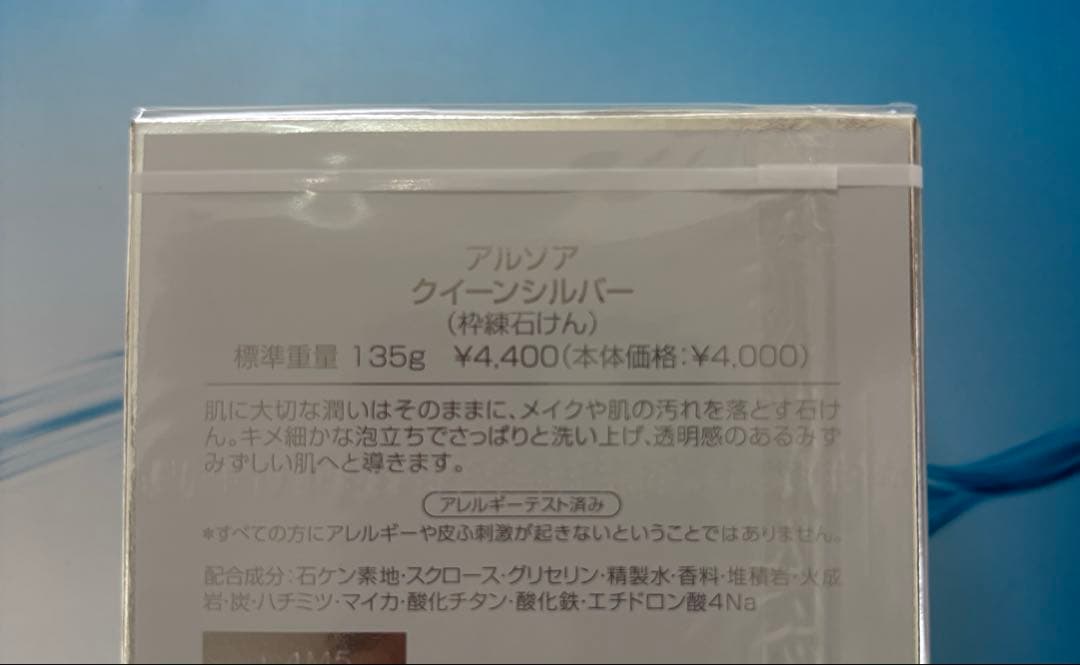 アルソア
クイーンシルバー
(枠練石けん)
標準重量 135g ¥4,400(本体価格:¥4,000)
肌に大切な潤いはそのままに、メイクや肌の汚れを落とす石け
ん。キメ細かな泡立ちでさっぱりと洗い上げ、透明感のあるみず
みずしい肌へと導きます。
アレルギーテスト済み
*すべての方にアレルギーや皮ふ刺激が起きないということではありません。
配合成分:石ケン素地・スクロース・グリセリン・精製水・香料・堆積岩・火成
岩・炭・ハチミツ・マイカ・酸化チタン・酸化鉄・エチドロン酸4Na